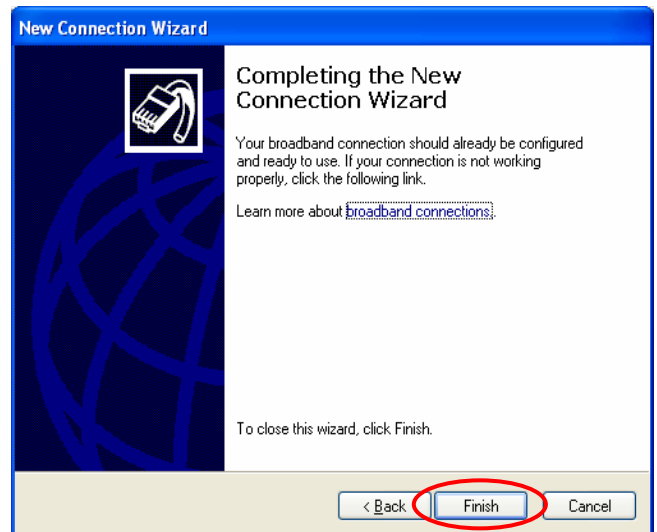 New Connection Wizard
Completing the New
Connection Wizard
Your broadband connection should already be configured
and ready to use. If your connection is not working
properly, click the following link.
Learn more about broadband connections.
To close this wizard, click Finish.
< Back Finish Cancel